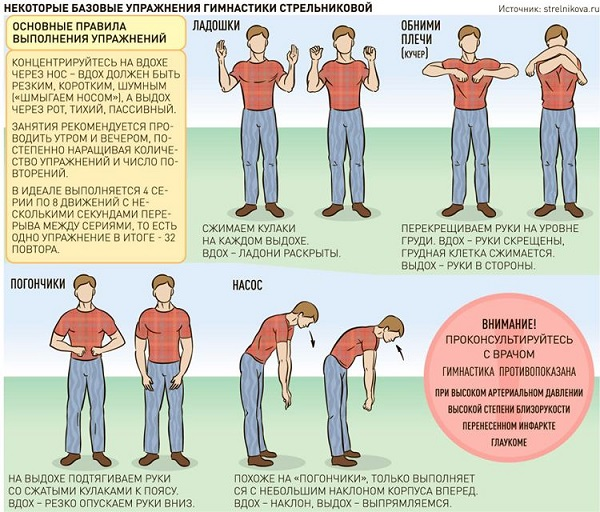 НЕКОТОРЫЕ БАЗОВЫЕ УПРАЖНЕНИЯ ГИМНАСТИКИ СТРЕЛЬНИКОВОЙ
Источник: strelnikova.ru
ОСНОВНЫЕ ПРАВИЛА
ВЫПОЛНЕНИЯ УПРАЖНЕНИЙ
КОНЦЕНТРИРУЙТЕСЬ НА ВДОХЕ
ЧЕРЕЗ НОС – ВДОХ ДОЛЖЕН БЫТЬ
РЕЗКИМ, КОРОТКИМ, ШУМНЫМ
(«ШМЫГАЕМ НОСОМ»), А ВЫДОХ
ЧЕРЕЗ РОТ, ТИХИЙ, ПАССИВНЫЙ.
ЗАНЯТИЯ РЕКОМЕНДУЕТСЯ ПРО-
ВОДИТЬ УТРОМ И ВЕЧЕРОМ, ПО-
СТЕПЕННО НАРАЩИВАЯ КОЛИЧЕ-
СТВО УПРАЖНЕНИЙ И ЧИСЛО ПО-
ВТОРЕНИЙ.
В ИДЕАЛЕ ВЫПОЛНЯЕТСЯ 4 СЕ-
РИИ ПО 8 ДВИЖЕНИЙ С НЕ-
СКОЛЬКИМИ СЕКУНДАМИ ПЕРЕ-
РЫВА МЕЖДУ СЕРИЯМИ, ТО ЕСТЬ
ОДНО УПРАЖНЕНИЕ В ИТОГЕ - 32
ПОВТОРА.
ЛАДОШКИ
СЖИМАЕМ КУЛАКИ
НА КАЖДОМ ВЫДОХЕ.
ВДОХ – ЛАДОНИ РАСКРЫТЫ.
ОБНИМИ
ПЛЕЧИ
(КУЧЕР)
ПЕРЕКРЕЩИВАЕМ РУКИ НА УРОВНЕ
ГРУДИ. ВДОХ – РУКИ СКРЕЩЕНЫ,
ГРУДНАЯ КЛЕТКА СЖИМАЕТСЯ.
ВЫДОХ – РУКИ В СТОРОНЫ.
ПОГОНЧИКИ
НА ВЫДОХЕ ПОДТЯГИВАЕМ РУКИ
СО СЖАТЫМИ КУЛАКАМИ К ПОЯСУ.
ВДОХ – РЕЗКО ОПУСКАЕМ РУКИ ВНИЗ.
НАСОС
ПОХОЖЕ НА «ПОГОНЧИКИ», ТОЛЬКО ВЫПОЛНЯЕТ
СЯ С НЕБОЛЬШИМ НАКЛОНОМ КОРПУСА ВПЕРЕД.
ВДОХ – НАКЛОН, ВЫДОХ – ВЫПРЯМЛЯЕМСЯ.
ВНИМАНИЕ!
ПРОКОНСУЛЬТИРУЙТЕСЬ
С ВРАЧОМ
ГИМНАСТИКА ПРОТИВОПОКАЗАНА
ПРИ ВЫСОКОМ АРТЕРИАЛЬНОМ ДАВЛЕНИИ
ВЫСОКОЙ СТЕПЕНИ БЛИЗОРУКОСТИ
ПЕРЕНЕСЕННОМ ИНФАРКТЕ
ГЛАУКОМЕ